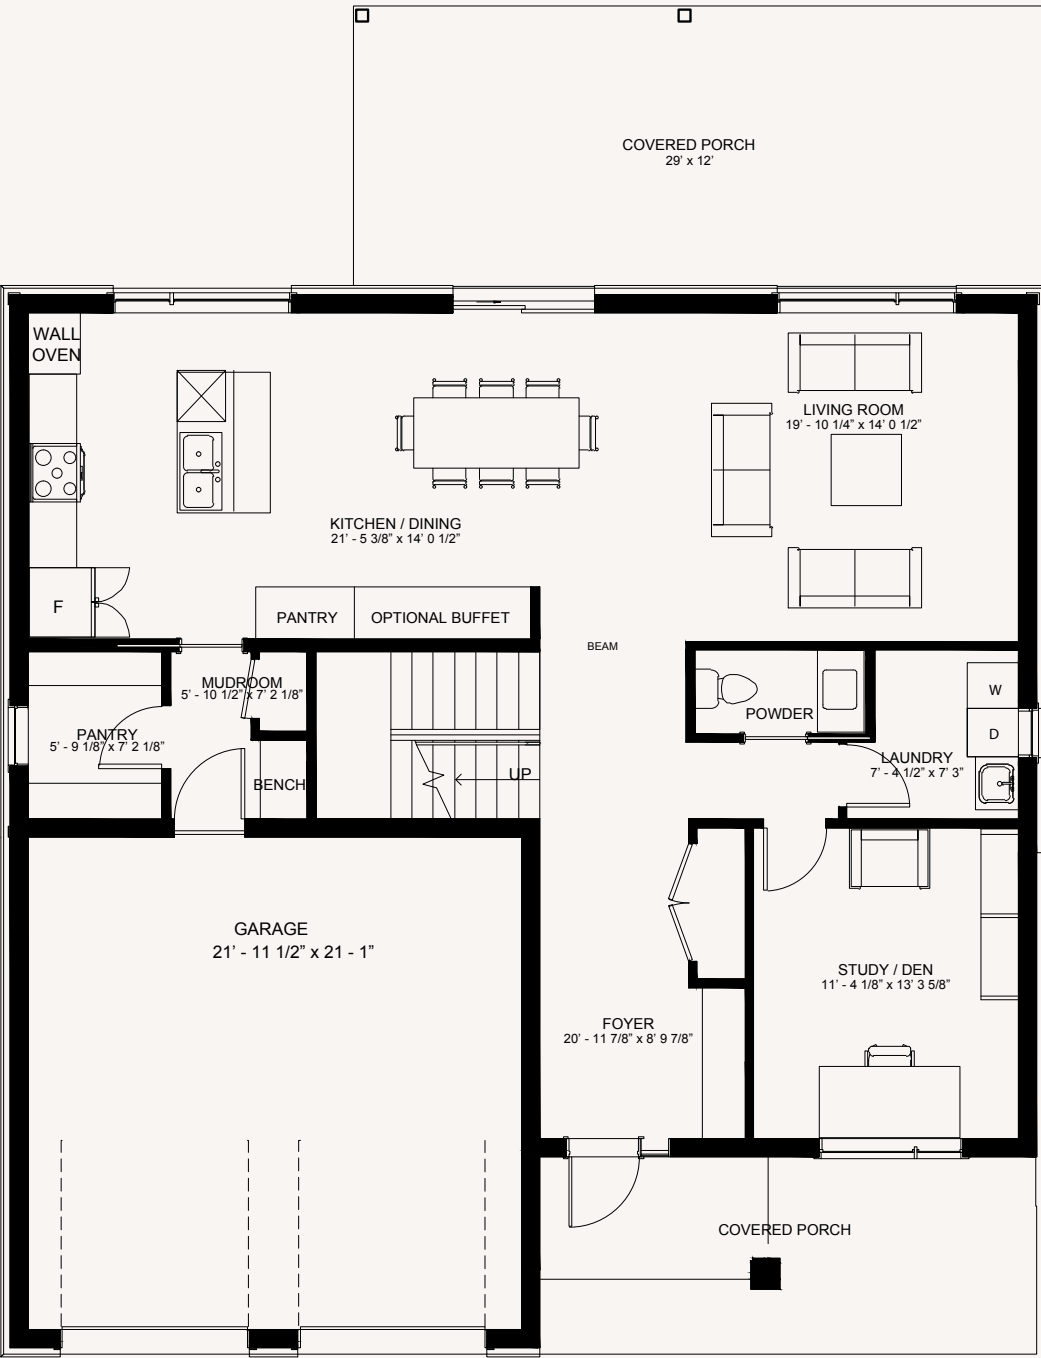 COVERED PORCH
29’ x 12’
WALL
OVEN
LIVING ROOM
19’ - 10 1/4” x 14’ 0 1/2”
KITCHEN / DINING
21’ - 5 3/8” x 14’ 0 1/2”
F
PANTRY
OPTIONAL BUFFET
BEAM
MUDROOM
5’ - 10 1/2” x 7’ 2 1/8”
PANTRY
5’ - 9 1/8” x 7’ 2 1/8”
BENCH
UP
POWDER
W
D
LAUNDRY
7’ - 4 1/2” x 7’ 3”
GARAGE
21’ - 11 1/2” x 21 - 1”
STUDY / DEN
11’ - 4 1/8” x 13’ 3 5/8”
FOYER
20’ - 11 7/8” x 8’ 9 7/8”
COVERED PORCH